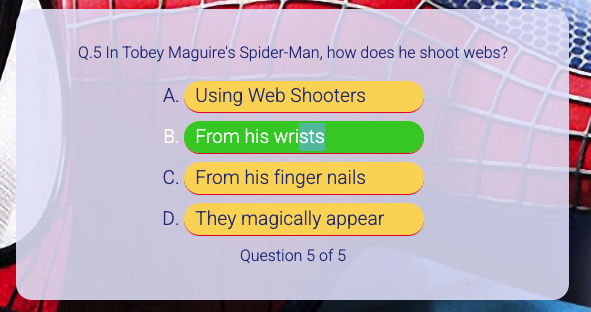 Q.5 In Tobey Maguire's Spider-Man, how does he shoot webs?
A. Using Web Shooters
B. From his wrists
C. From his finger nails
D. They magically appear
Question 5 of 5